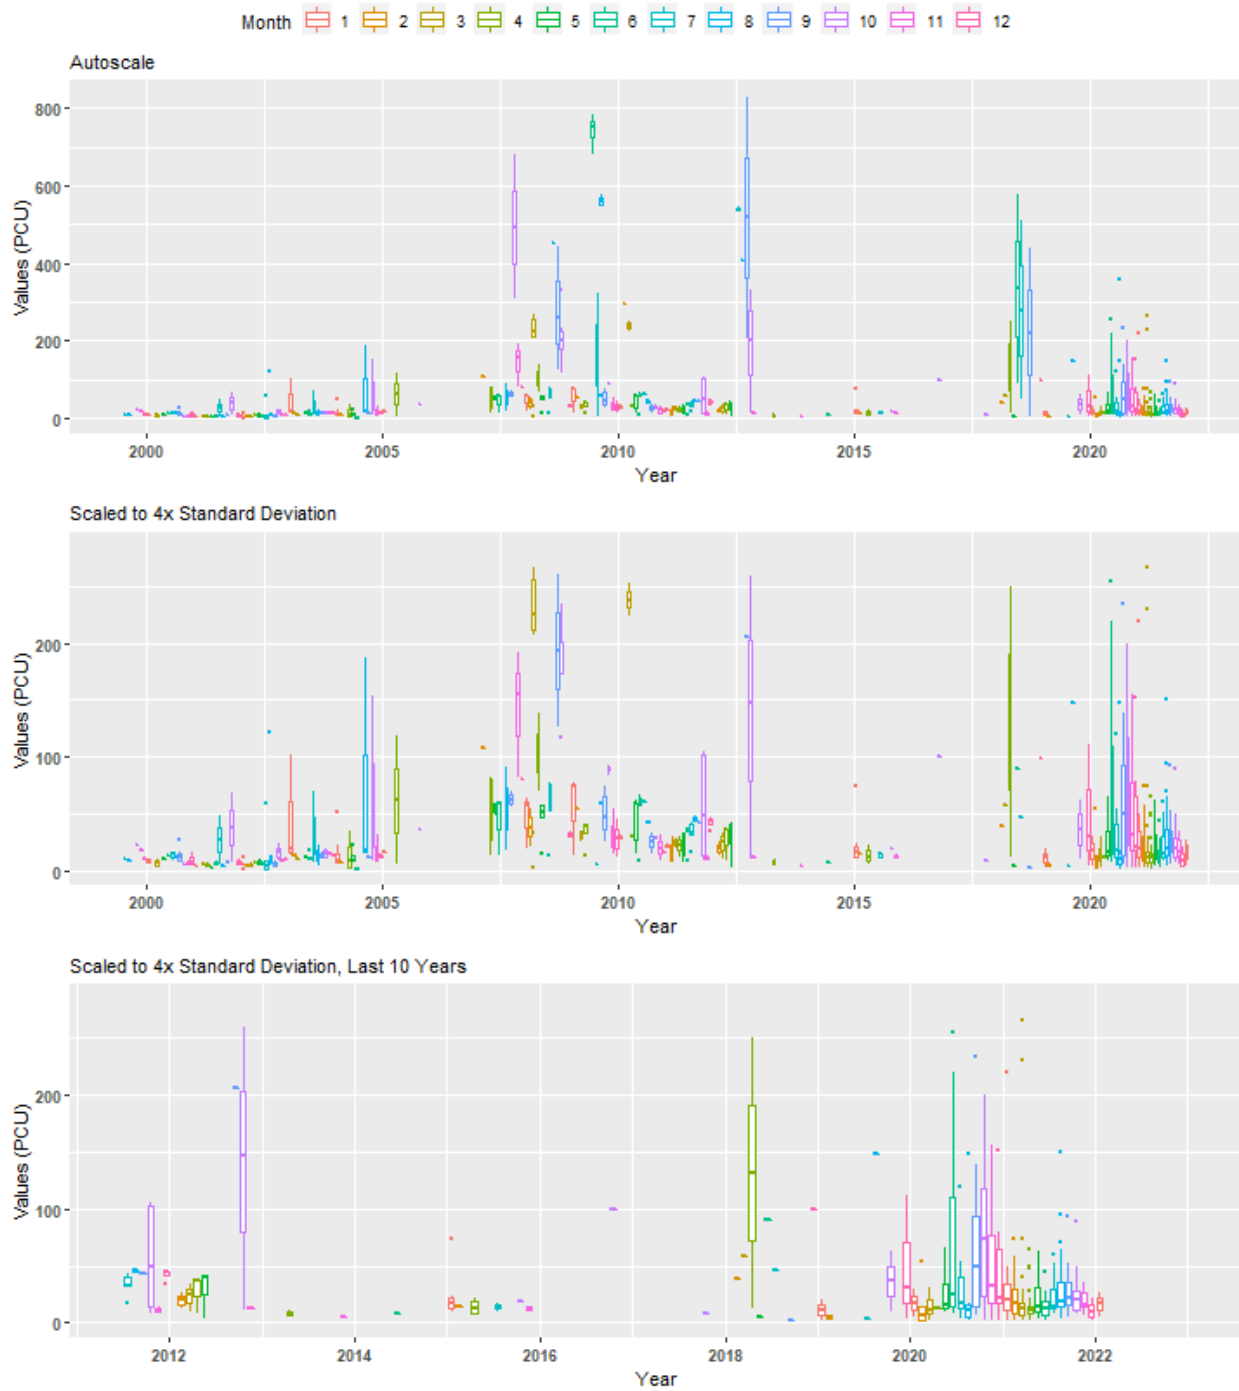 Month 1 2 3 4 5 6 7 8 9 10 11 12
Autoscale
800
600
400
200
0
Values (PCU)
2000 2005 2010 2015 2020
Year
Scaled to 4x Standard Deviation
200
100
0
Values (PCU)
2000 2005 2010 2015 2020
Year
Scaled to 4x Standard Deviation, Last 10 Years
200
100
0
Values (PCU)
2012 2014 2016 2018 2020 2022
Year